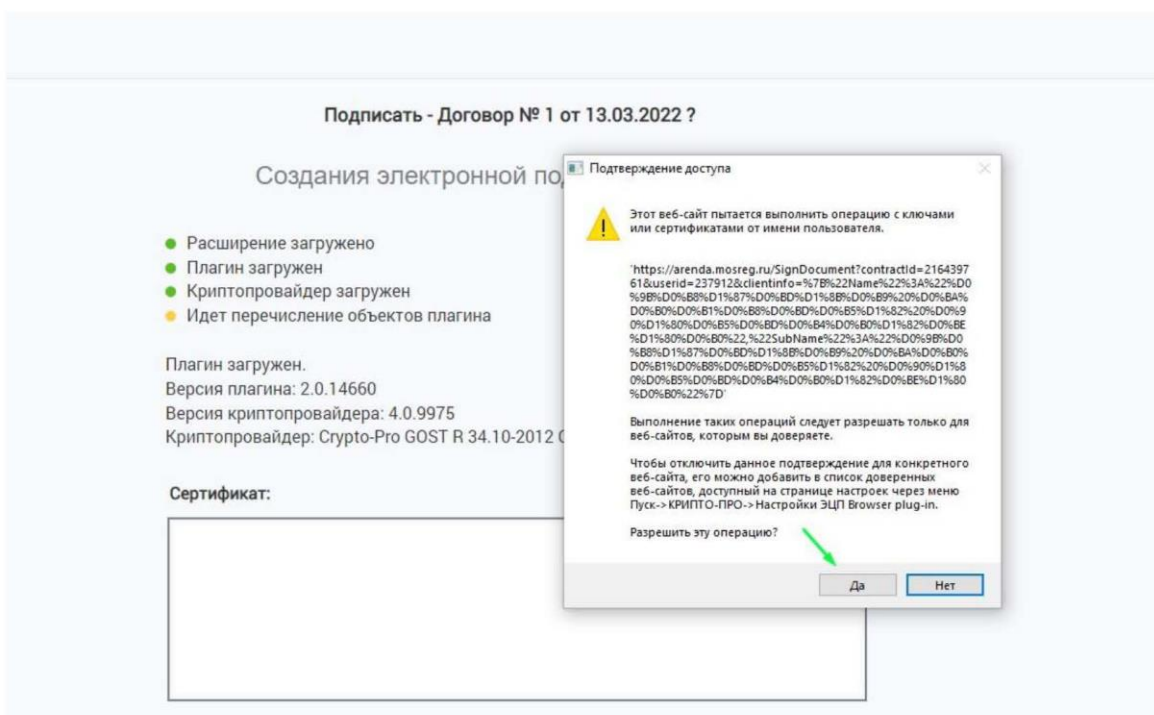 Подписать - Договор № 1 от 13.03.2022 ?
Создания электронной по
Расширение загружено
Плагин загружен
Криптопровайдер загружен
Идет перечисление объектов плагина
Плагин загружен.
Версия плагина: 2.0.14660
Версия криптопровайдера: 4.0.9975
Криптопровайдер: Crypto-Pro GOST R 34.10-2012
Сертификат:
Подтверждение доступа
Этот веб-сайт пытается выполнить операцию с ключами
или сертификатами от имени пользователя.
'https://arenda.mosreg.ru/SignDocument?contractId=2164397
61&userid=237912&clientinfo=%7B%22Name%22%3A%22%D0
%9B%D0%B8%D1%87%D0%BD%D1%8B%D0%B9%20%D0%BA%
D0%B0%D0%B1%D0%B8%D0%BD%D0%B5%D1%82%20%D0%9
0%D1%80%D0%B5%D0%BD%D0%B4%D0%B0%D1%82%D0%BE
%D1%80%D0%B0%22,%22SubName%22%3A%22%D0%9B%D0
%B8%D1%87%D0%BD%D1%8B%D0%B9%20%D0%BA%D0%B0%
D0%B1%D0%B8%D0%BD%D0%B5%D1%82%20%D0%90%D1%8
0%D0%B5%D0%BD%D0%B4%D0%B0%D1%82%D0%BE%D1%80
%D0%B0%22%7D'
Выполнение таких операций следует разрешать только для
веб-сайтов, которым вы доверяете.
Чтобы отключить данное подтверждение для конкретного
веб-сайта, его можно добавить в список доверенных
веб-сайтов, доступный на странице настроек через меню
Пуск->КРИПТО-ПРО->Настройки ЭЦП Browser plug-in.
Разрешить эту операцию?
Да
Нет